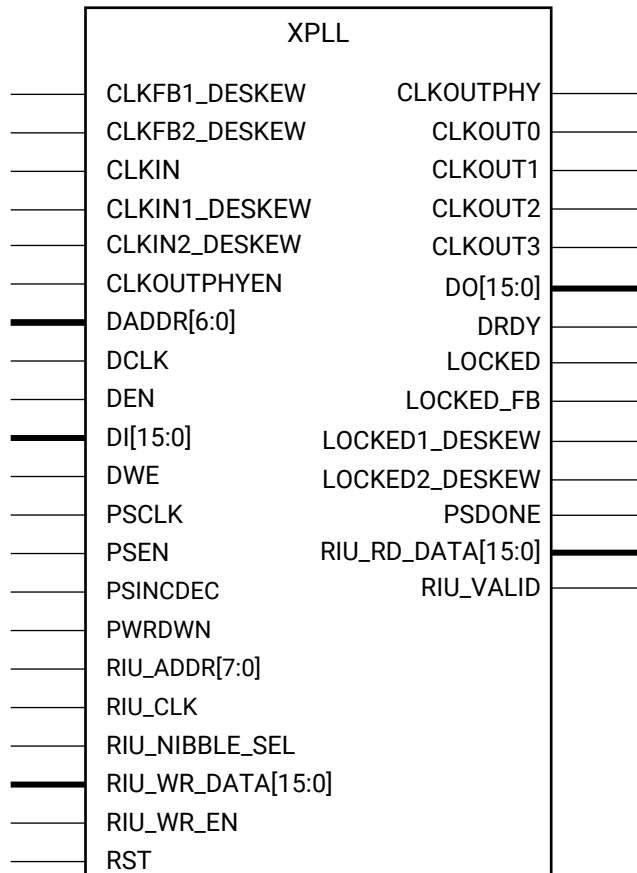 XPLL
CLKFB1_DESKEW
CLKFB2_DESKEW
CLKIN
CLKIN1_DESKEW
CLKIN2_DESKEW
CLKOUTPHYEN
DADDR[6:0]
DCLK
DEN
DI[15:0]
DWE
PSCLK
PSEN
PSINCDEC
PWRDWN
RIU_ADDR[7:0]
RIU_CLK
RIU_NIBBLE_SEL
RIU_WR_DATA[15:0]
RIU_WR_EN
RST
CLKOUTPHY
CLKOUT0
CLKOUT1
CLKOUT2
CLKOUT3
DO[15:0]
DRDY
LOCKED
LOCKED_FB
LOCKED1_DESKEW
LOCKED2_DESKEW
PSDONE
RIU_RD_DATA[15:0]
RIU_VALID